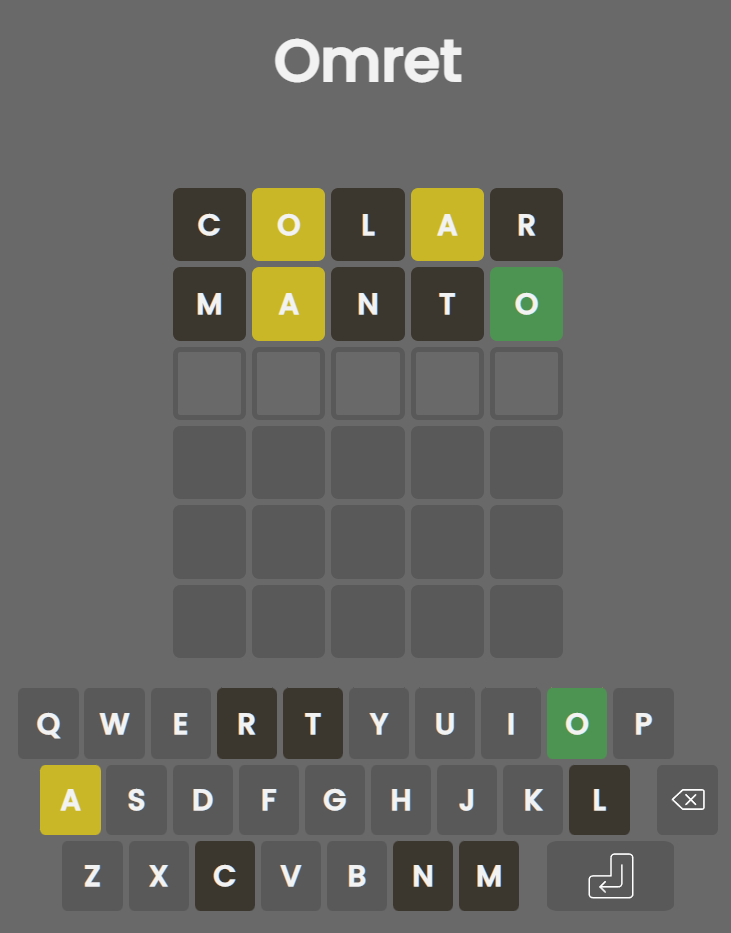 Omret
C O L A R
M A N T O
Q W E R T Y U I O P
A S D F G H J K L
Z X C V B N M